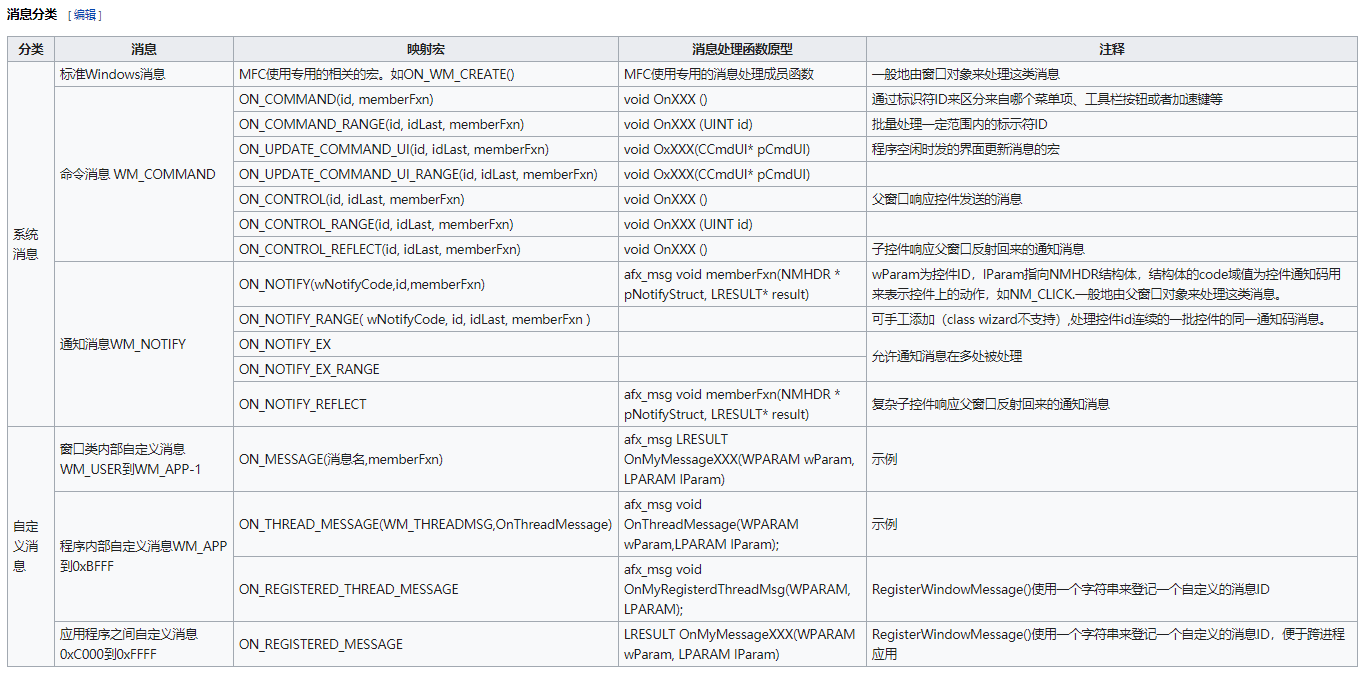 消息分类 [编辑]
分类 消息 映射宏 消息处理函数原型 注释
系统
消息
标准Windows消息 MFC使用专用的相关的宏。如ON_WM_CREATE() MFC使用专用的消息处理成员函数 一般地由窗口对象来处理这类消息
命令消息 WM_COMMAND
ON_COMMAND(id, memberFxn) void OnXXX () 通过标识符ID来区分来自哪个菜单项、工具栏按钮或者加速键等
ON_COMMAND_RANGE(id, idLast, memberFxn) void OnXXX (UINT id) 批量处理一定范围内的标示符ID
ON_UPDATE_COMMAND_UI(id, idLast, memberFxn) void OxXXX(CCmdUI* pCmdUI) 程序空闲时发的界面更新消息的宏
ON_UPDATE_COMMAND_UI_RANGE(id, idLast, memberFxn) void OxXXX(CCmdUI* pCmdUI)
ON_CONTROL(id, idLast, memberFxn) void OnXXX () 父窗口响应控件发送的消息
ON_CONTROL_RANGE(id, idLast, memberFxn) void OnXXX (UINT id)
ON_CONTROL_REFLECT(id, idLast, memberFxn) void OnXXX () 子控件响应父窗口反射回来的通知消息
通知消息WM_NOTIFY
ON_NOTIFY(wNotifyCode,id,memberFxn)
afx_msg void memberFxn(NMHDR *
pNotifyStruct, LRESULT* result)
wParam为控件ID，lParam指向NMHDR结构体，结构体的code域值为控件通知码用
来表示控件上的动作，如NM_CLICK.一般地由父窗口对象来处理这类消息。
ON_NOTIFY_RANGE( wNotifyCode, id, idLast, memberFxn ) 可手工添加（class wizard不支持）,处理控件id连续的一批控件的同一通知码消息。
ON_NOTIFY_EX
ON_NOTIFY_EX_RANGE
允许通知消息在多处被处理
ON_NOTIFY_REFLECT
afx_msg void memberFxn(NMHDR *
pNotifyStruct, LRESULT* result)
复杂子控件响应父窗口反射回来的通知消息
自定
义消
息
窗口类内部自定义消息
WM_USER到WM_APP-1
ON_MESSAGE(消息名,memberFxn)
afx_msg LRESULT
OnMyMessageXXX(WPARAM wParam,
LPARAM lParam)
示例
程序内部自定义消息WM_APP
到0xBFFF
ON_THREAD_MESSAGE(WM_THREADMSG,OnThreadMessage)
afx_msg void
OnThreadMessage(WPARAM
wParam,LPARAM lParam);
示例
ON_REGISTERED_THREAD_MESSAGE
afx_msg void
OnMyRegisterdThreadMsg(WPARAM,
LPARAM);
RegisterWindowMessage()使用一个字符串来登记一个自定义的消息ID
应用程序之间自定义消息
0xC000到0xFFFF
ON_REGISTERED_MESSAGE
LRESULT OnMyMessageXXX(WPARAM
wParam, LPARAM lParam)
RegisterWindowMessage()使用一个字符串来登记一个自定义的消息ID，便于跨进程
应用